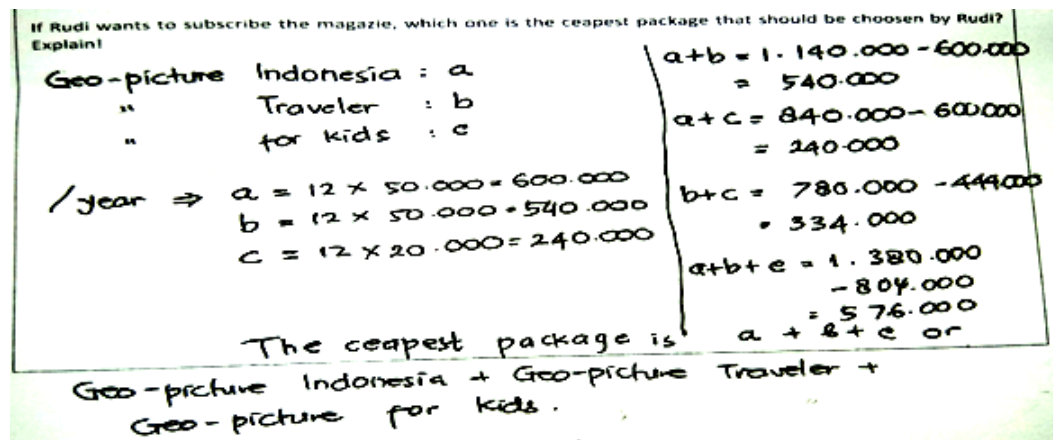 If Rudi wants to subscribe the magazie, which one is the ceapest package that should be choosen by Rudi?
Explain!
Geo-picture Indonesia : a
" Traveler : b
" for kids : c
/year ⇒ a = 12 × 50.000 = 600.000
b = 12 × 50.000 = 540.000
c = 12 × 20.000 = 240.000
a+b = 1.140.000 - 600.000
= 540.000
a+c = 840.000 - 600.000
= 240.000
b+c = 780.000 - 444.000
= 334.000
a+b+c = 1.380.000
- 804.000
= 576.000
The ceapest package is a + b + c or
Geo-picture Indonesia + Geo-picture Traveler +
Geo-picture for kids.